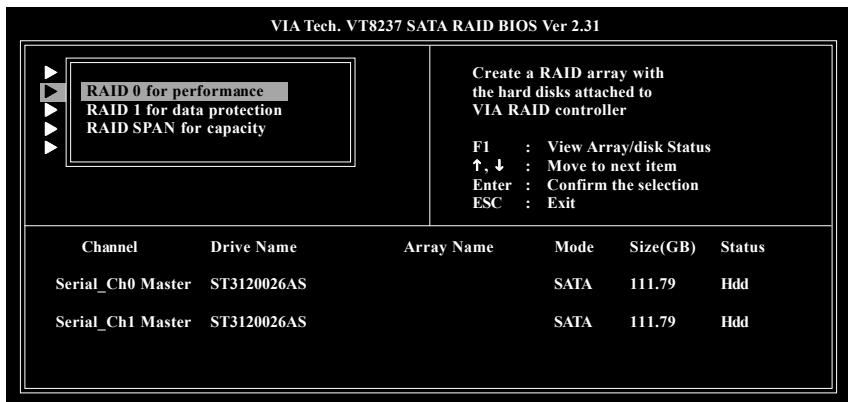 VIA Tech. VT8237 SATA RAID BIOS Ver 2.31
RAID 0 for performance
RAID 1 for data protection
RAID SPAN for capacity
Create a RAID array with
the hard disks attached to
VIA RAID controller
F1 : View Array/disk Status
↑, ↓ : Move to next item
Enter : Confirm the selection
ESC : Exit
Channel Drive Name Array Name Mode Size(GB) Status
Serial_Ch0 Master ST3120026AS SATA 111.79 Hdd
Serial_Ch1 Master ST3120026AS SATA 111.79 Hdd